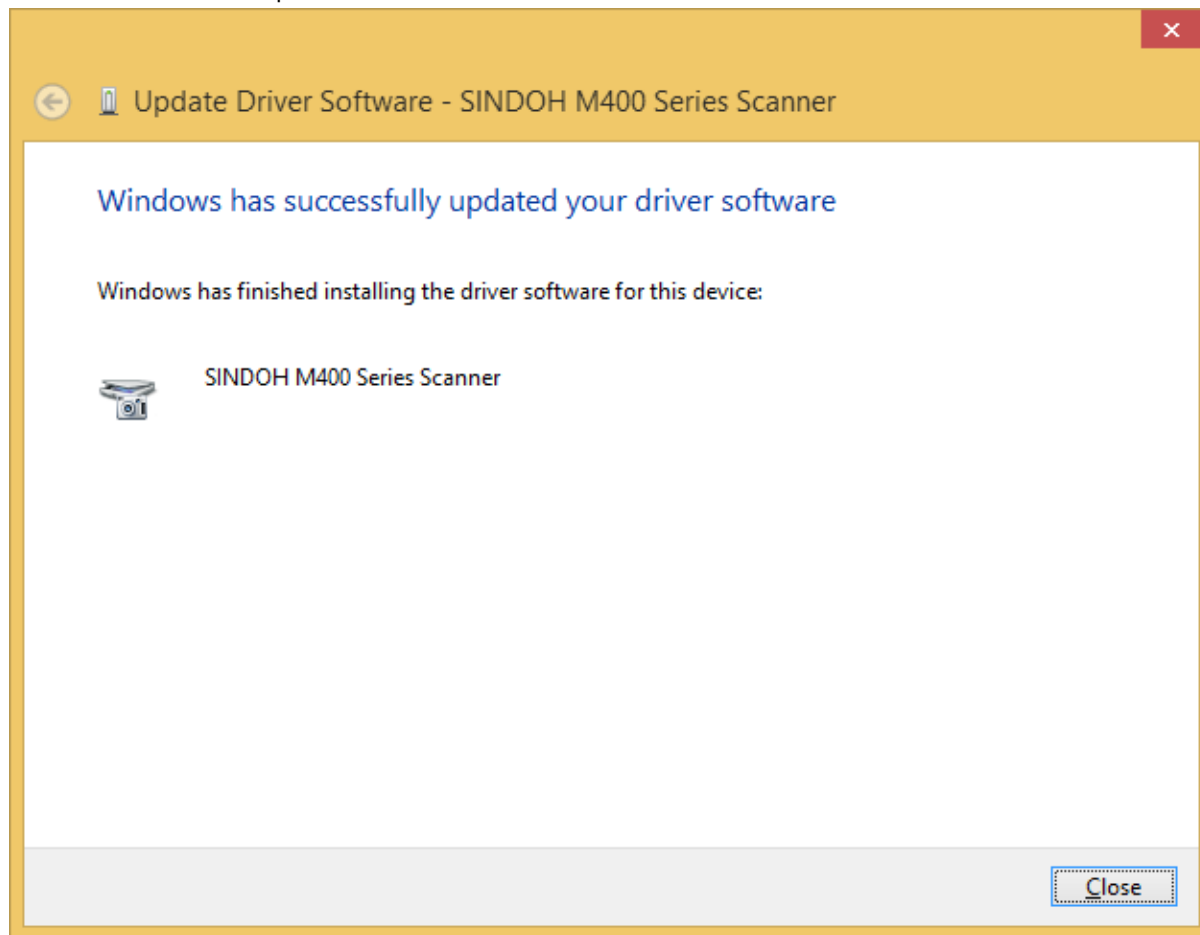 Update Driver Software - SINDOH M400 Series Scanner
Windows has successfully updated your driver software
Windows has finished installing the driver software for this device:
SINDOH M400 Series Scanner
Close